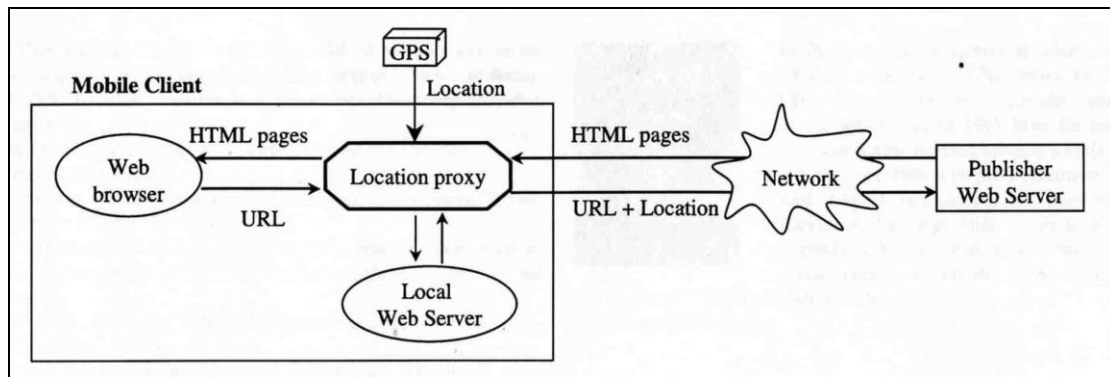 GPS
Location
Mobile Client
HTML pages
HTML pages
Web
browser
Location proxy
Network
Publisher
Web Server
URL
URL + Location
Local
Web Server